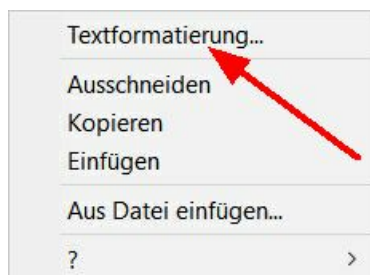 Textformatierung...
Ausschneiden
Kopieren
Einfügen
Aus Datei einfügen...
?